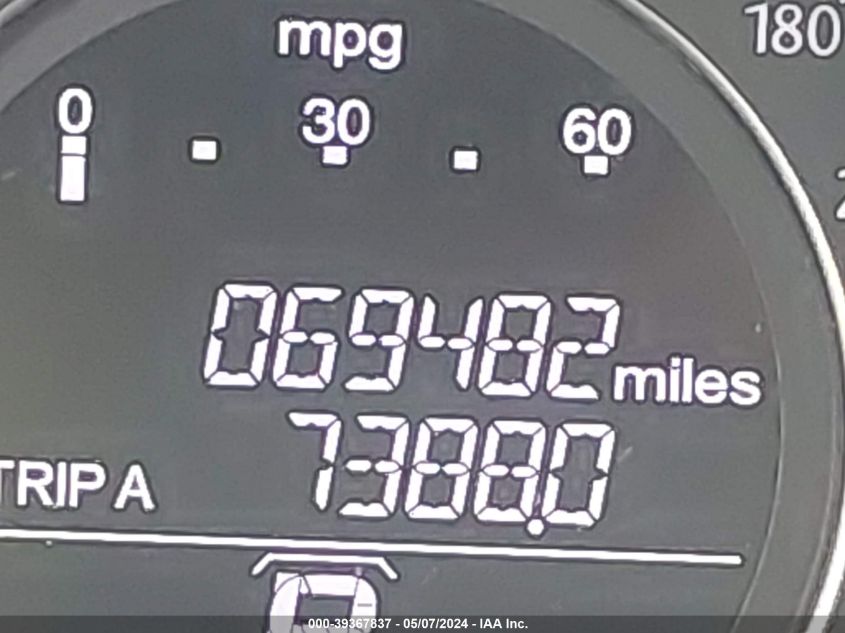 mpg
180
0 30 60
069482 miles
TRIP A 7388.0
000-39367837 - 05/07/2024 - IAA Inc.